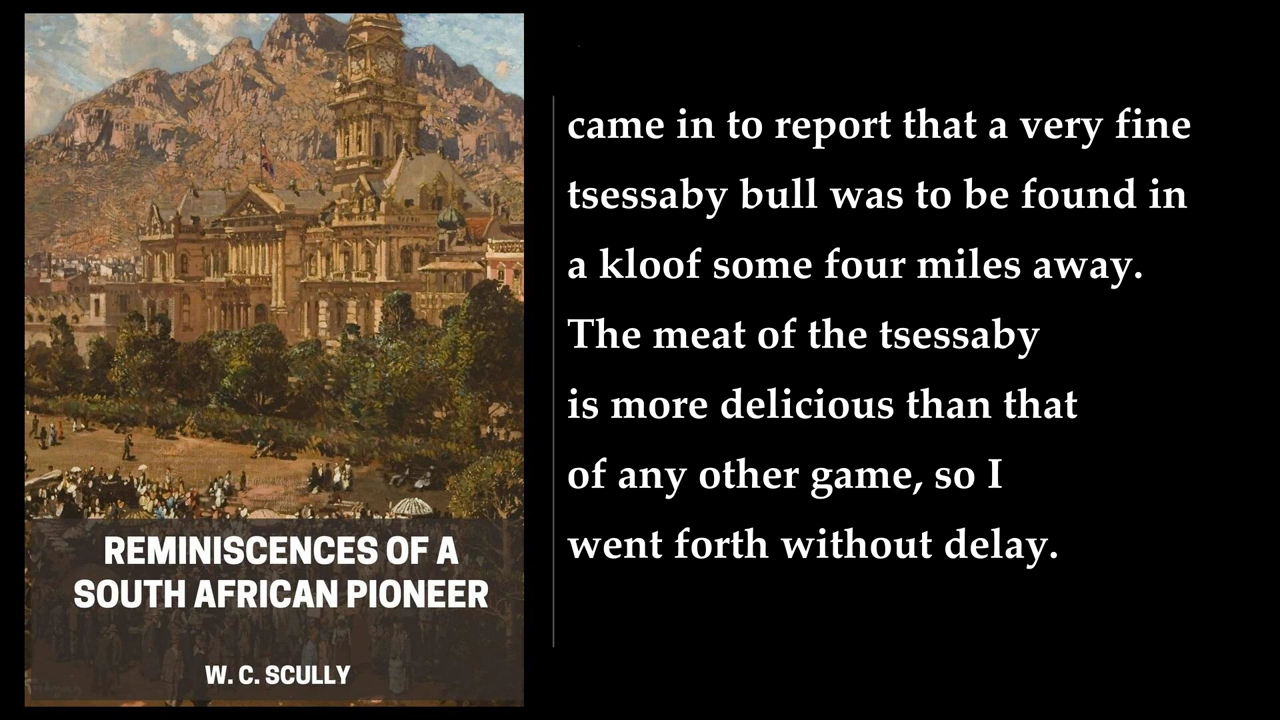 came in to report that a very fine
tsessaby bull was to be found in
a kloof some four miles away.
The meat of the tsessaby
is more delicious than that
of any other game, so I
went forth without delay.
REMINISCENCES OF A
SOUTH AFRICAN PIONEER
W. C. SCULLY